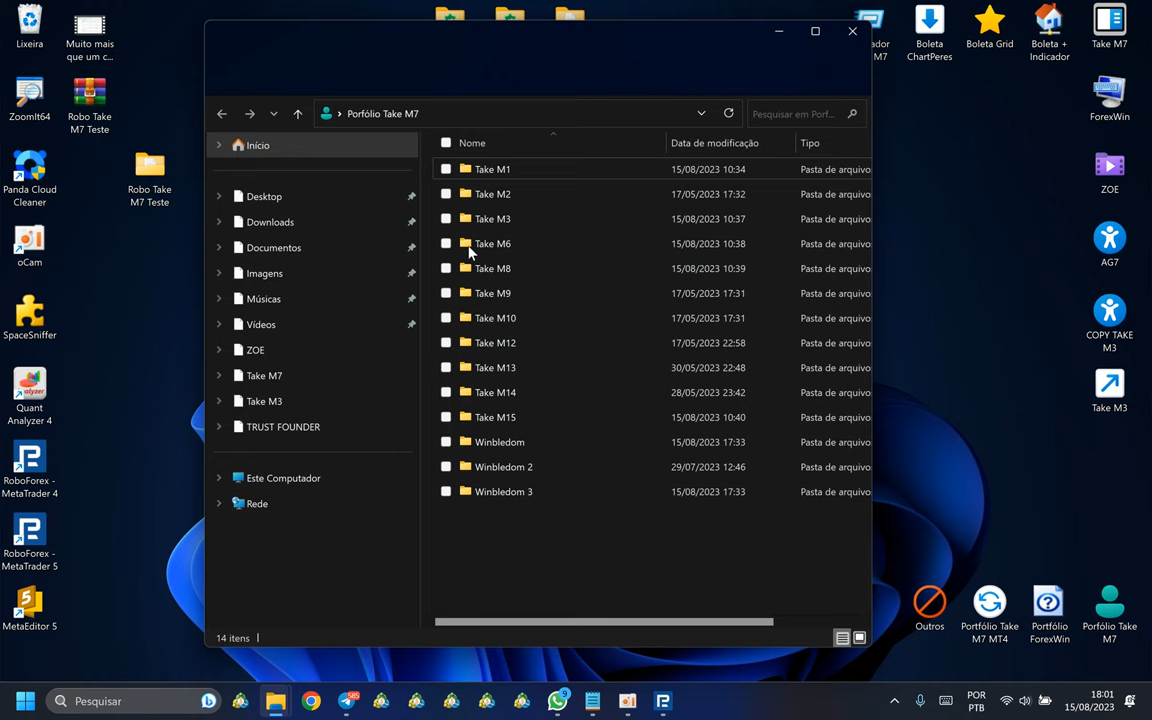 Lixeira
Muito mais
que um c...
ZoomIt64
Robo Take
M7 Teste
Panda Cloud
Cleaner
Robo Take
M7 Teste
oCam
SpaceSniffer
Quant
Analyzer 4
RoboForex -
MetaTrader 4
RoboForex -
MetaTrader 5
MetaEditor 5
Porfólio Take M7
Pesquisar em Porf...
Início
Desktop
Downloads
Documentos
Imagens
Músicas
Vídeos
ZOE
Take M7
Take M3
TRUST FOUNDER
Este Computador
Rede
Nome Data de modificação Tipo
Take M1 15/08/2023 10:34 Pasta de arquivo
Take M2 17/05/2023 17:32 Pasta de arquivo
Take M3 15/08/2023 10:37 Pasta de arquivo
Take M6 15/08/2023 10:38 Pasta de arquivo
Take M8 15/08/2023 10:39 Pasta de arquivo
Take M9 17/05/2023 17:31 Pasta de arquivo
Take M10 17/05/2023 17:31 Pasta de arquivo
Take M12 17/05/2023 22:58 Pasta de arquivo
Take M13 30/05/2023 22:48 Pasta de arquivo
Take M14 28/05/2023 23:42 Pasta de arquivo
Take M15 15/08/2023 10:40 Pasta de arquivo
Winbledom 15/08/2023 17:33 Pasta de arquivo
Winbledom 2 29/07/2023 12:46 Pasta de arquivo
Winbledom 3 15/08/2023 17:33 Pasta de arquivo
14 itens
ador
M7
Boleta
ChartPeres
Boleta Grid
Boleta +
Indicador
Take M7
ForexWin
ZOE
AG7
COPY TAKE
M3
Take M3
Outros
Portfólio Take
M7 MT4
Portfólio
ForexWin
Porfólio Take
M7
Pesquisar
585
9
POR
PTB
18:01
15/08/2023